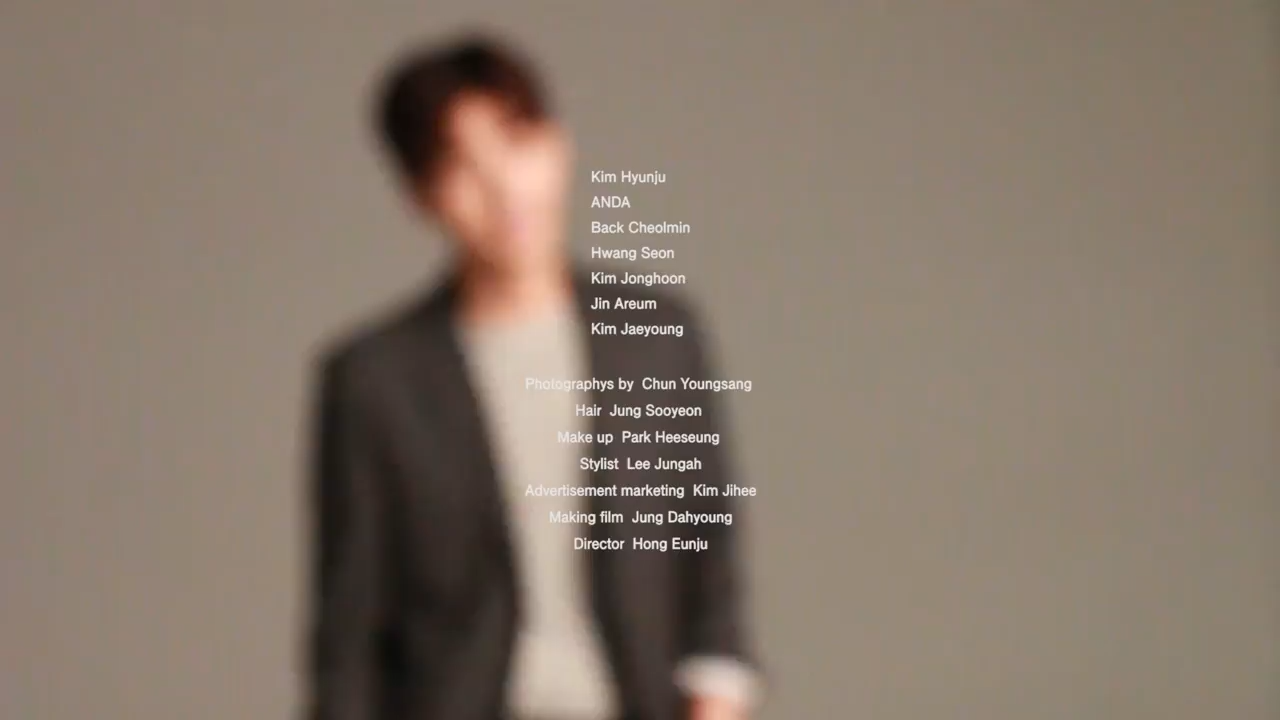 Kim Hyunju
ANDA
Back Cheolmin
Hwang Seon
Kim Jonghoon
Jin Areum
Kim Jaeyoung
Photographys by Chun Youngsang
Hair Jung Sooyeon
Make up Park Heeseung
Stylist Lee Jungah
Advertisement marketing Kim Jihee
Making film Jung Dahyoung
Director Hong Eunju